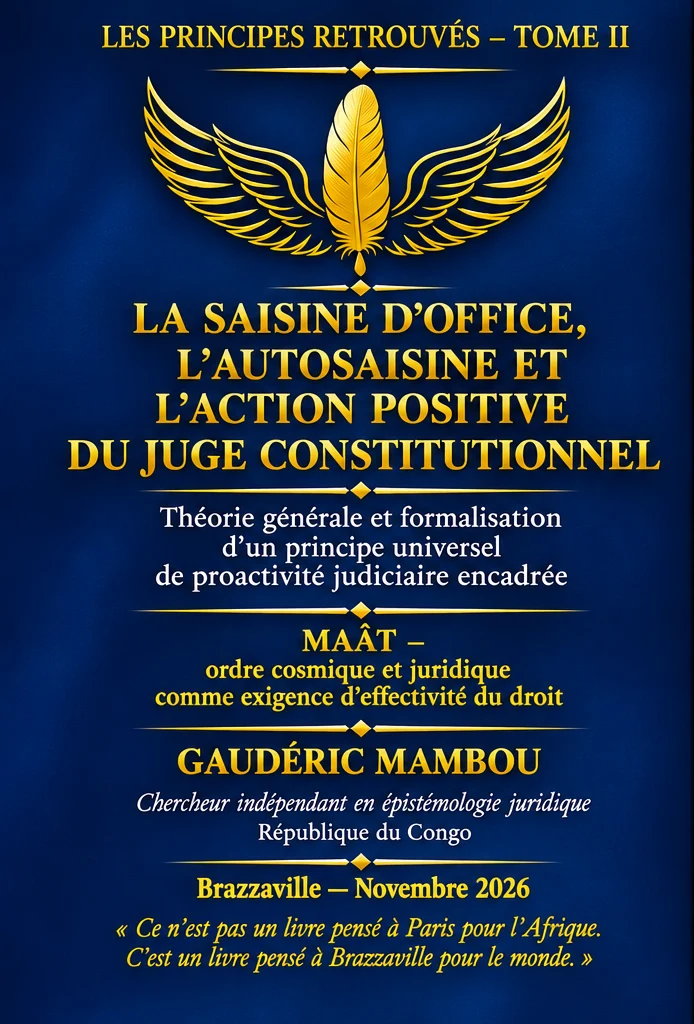 LES PRINCIPES RETROUVÉS – TOME II
LA SAISINE D'OFFICE,
L'AUTOSAISINE ET
L'ACTION POSITIVE
DU JUGE CONSTITUTIONNEL
Théorie générale et formalisation
d'un principe universel
de proactivité judiciaire encadrée
MAÂT –
ordre cosmique et juridique
comme exigence d'effectivité du droit
GAUDÉRIC MAMBOU
Chercheur indépendant en épistémologie juridique
République du Congo
Brazzaville — Novembre 2026
« Ce n'est pas un livre pensé à Paris pour l'Afrique.
C'est un livre pensé à Brazzaville pour le monde. »